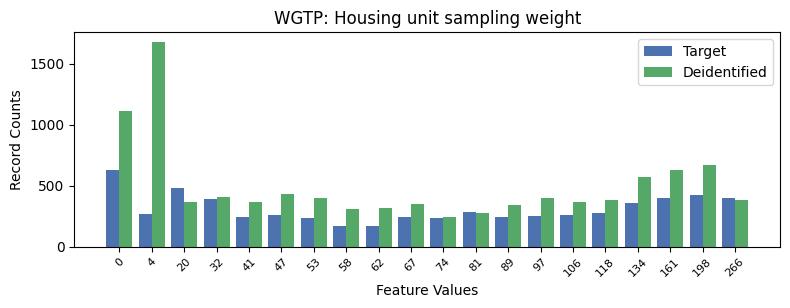 WGTP: Housing unit sampling weight
Target
Deidentified
Record Counts
1500
1000
500
0
0 4 20 32 41 47 53 58 62 67 74 81 89 97 106 118 134 161 198 266
Feature Values